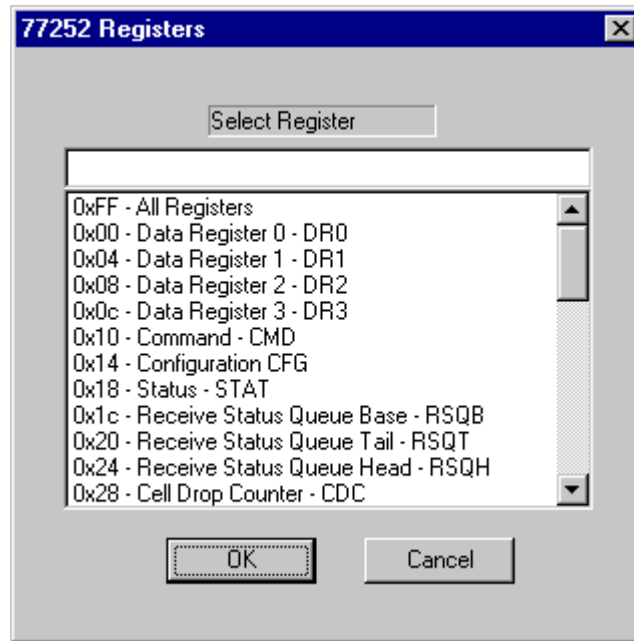 77252 Registers
Select Register
0xFF - All Registers
0x00 - Data Register 0 - DR0
0x04 - Data Register 1 - DR1
0x08 - Data Register 2 - DR2
0x0c - Data Register 3 - DR3
0x10 - Command - CMD
0x14 - Configuration CFG
0x18 - Status - STAT
0x1c - Receive Status Queue Base - RSQB
0x20 - Receive Status Queue Tail - RSQT
0x24 - Receive Status Queue Head - RSQH
0x28 - Cell Drop Counter - CDC
OK Cancel